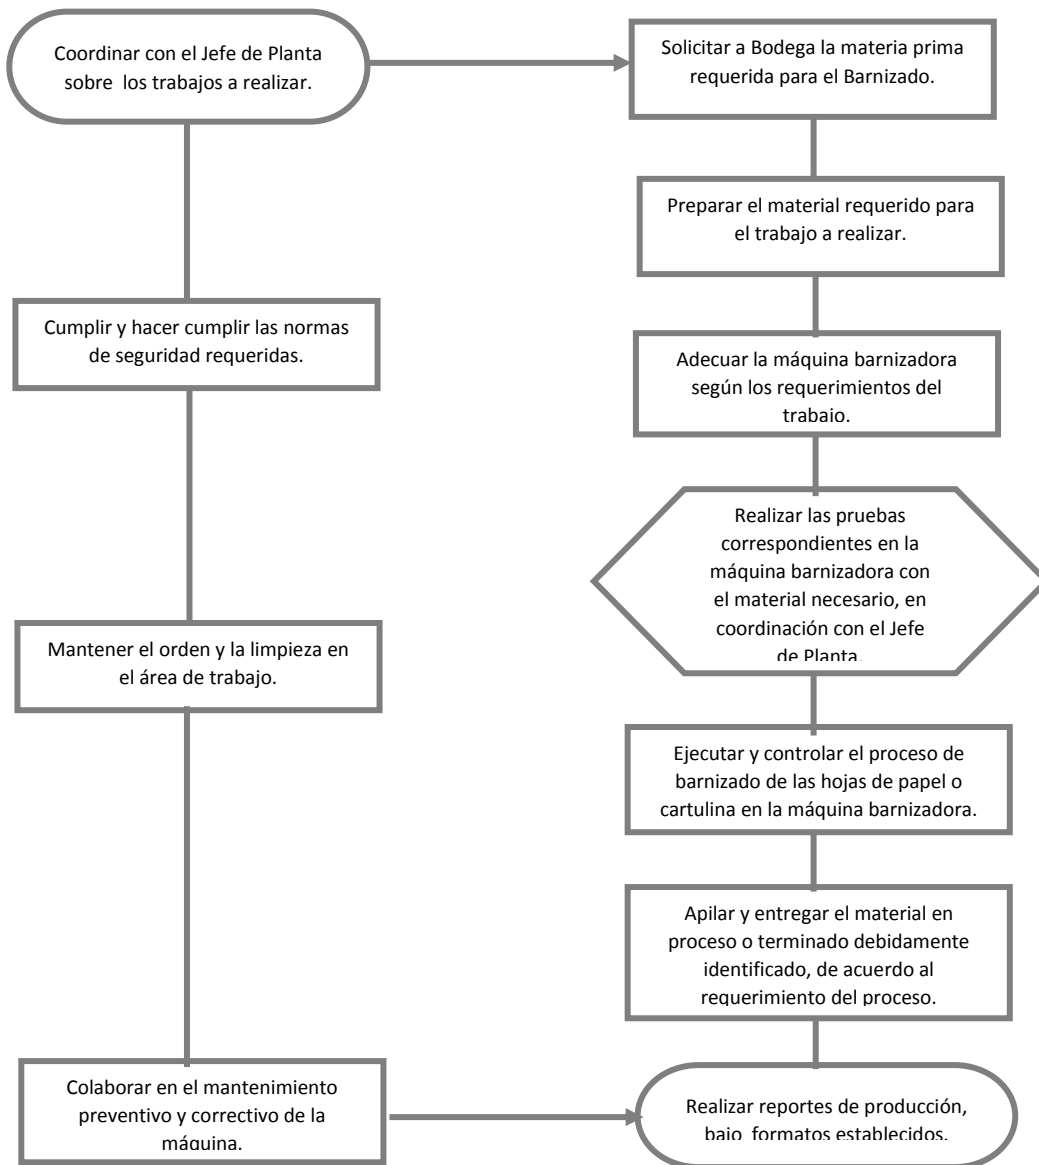 Coordinar con el Jefe de Planta
sobre los trabajos a realizar.
Solicitar a Bodega la materia prima
requerida para el Barnizado.
Preparar el material requerido para
el trabajo a realizar.
Cumplir y hacer cumplir las normas
de seguridad requeridas.
Adecuar la máquina barnizadora
según los requerimientos del
trabajo.
Realizar las pruebas
correspondientes en la
máquina barnizadora con
el material necesario, en
coordinación con el Jefe
de Planta.
Mantener el orden y la limpieza en
el área de trabajo.
Ejecutar y controlar el proceso de
barnizado de las hojas de papel o
cartulina en la máquina barnizadora.
Apilar y entregar el material en
proceso o terminado debidamente
identificado, de acuerdo al
requerimiento del proceso.
Colaborar en el mantenimiento
preventivo y correctivo de la
máquina.
Realizar reportes de producción,
bajo formatos establecidos.